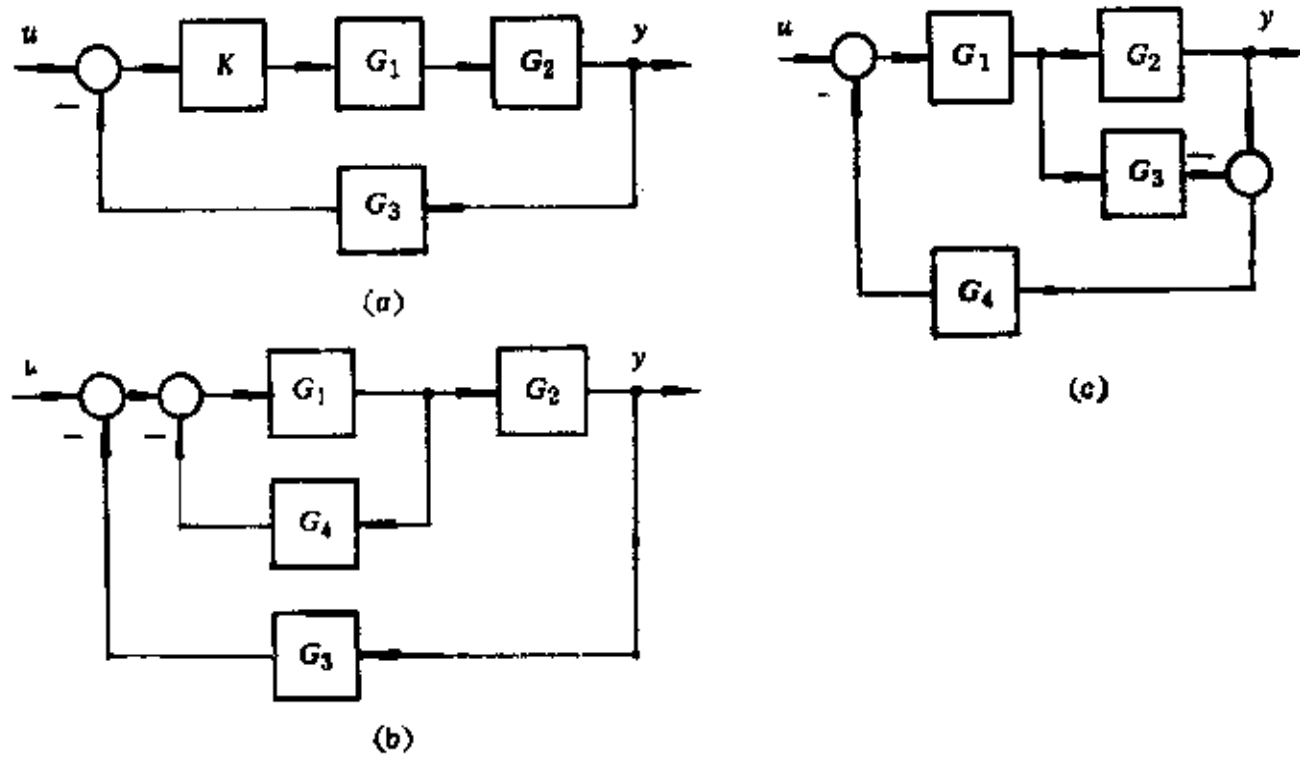 u K G₁ G₂ y
−
G₃
(a)
G₁ G₂ y
− −
G₄
G₃
(b)
u G₁ G₂ y
-
G₃ −
G₄
(c)